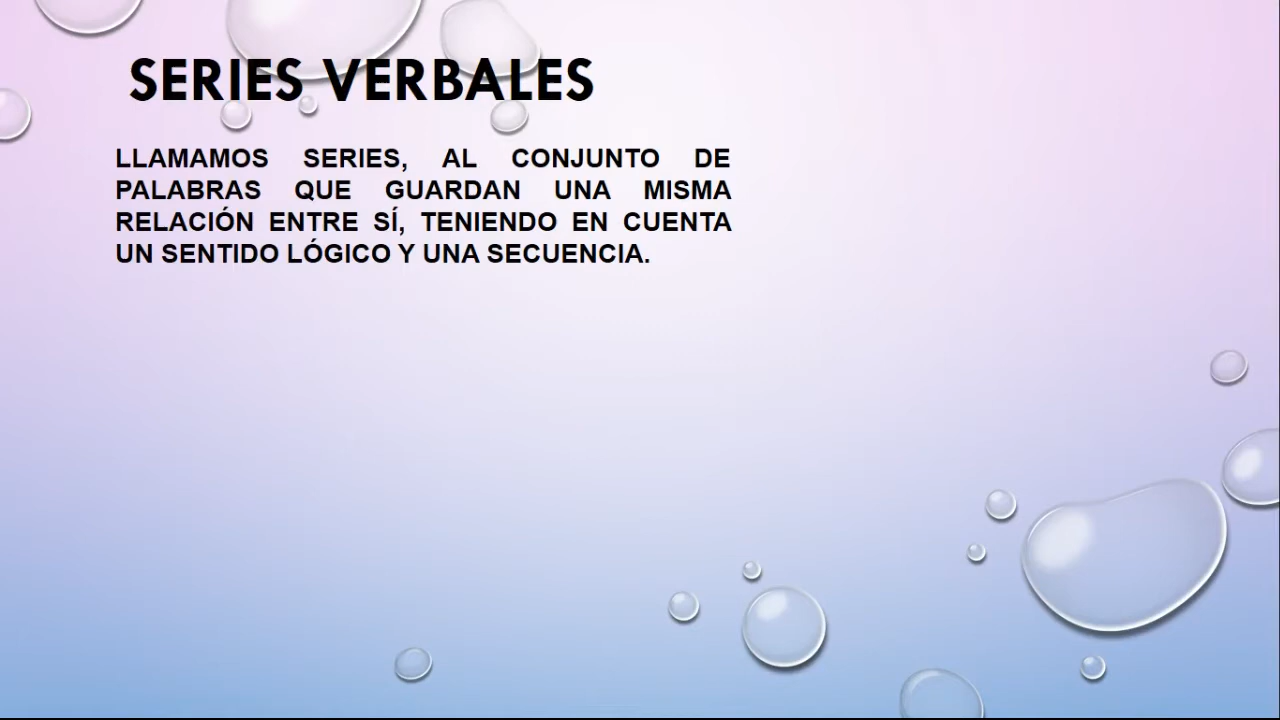 SERIES VERBALES
LLAMAMOS SERIES, AL CONJUNTO DE
PALABRAS QUE GUARDAN UNA MISMA
RELACIÓN ENTRE SÍ, TENIENDO EN CUENTA
UN SENTIDO LÓGICO Y UNA SECUENCIA.